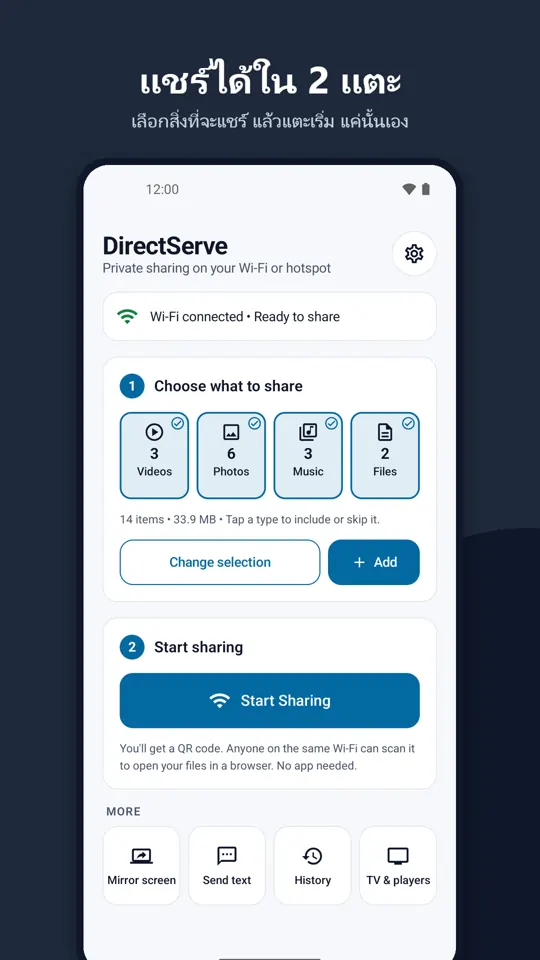 แชร์ได้ใน 2 แตะ
เลือกสิ่งที่จะแชร์ แล้วแตะเริ่ม แค่นั้นเอง
12:00
DirectServe
Private sharing on your Wi-Fi or hotspot
Wi-Fi connected • Ready to share
1 Choose what to share
3 6 3 2
Videos Photos Music Files
14 items • 33.9 MB • Tap a type to include or skip it.
Change selection + Add
2 Start sharing
Start Sharing
You'll get a QR code. Anyone on the same Wi-Fi can scan it
to open your files in a browser. No app needed.
MORE
Mirror screen Send text History TV & players